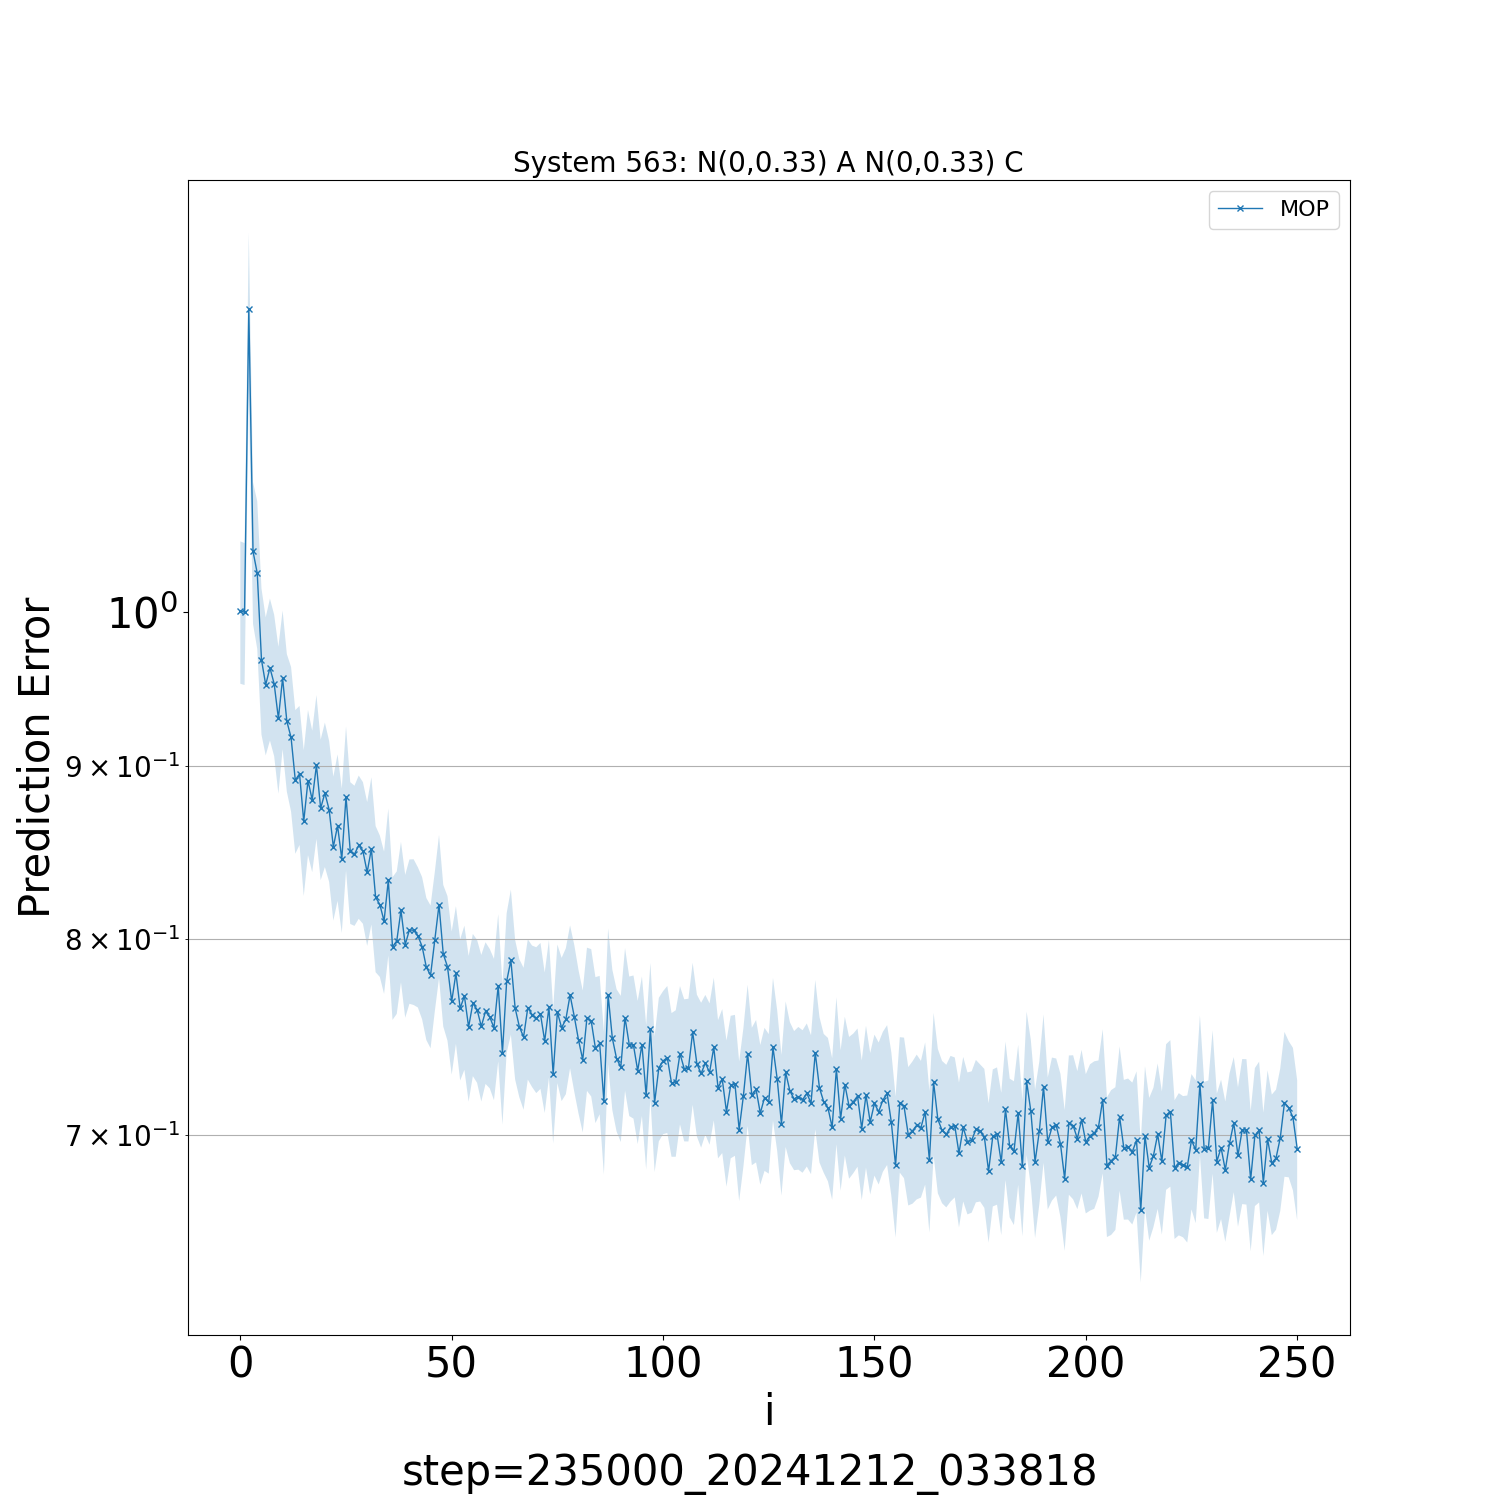 System 563: N(0,0.33) A N(0,0.33) C
MOP
Prediction Error
10⁰
9 × 10⁻¹
8 × 10⁻¹
7 × 10⁻¹
0 50 100 150 200 250
i
step=235000_20241212_033818